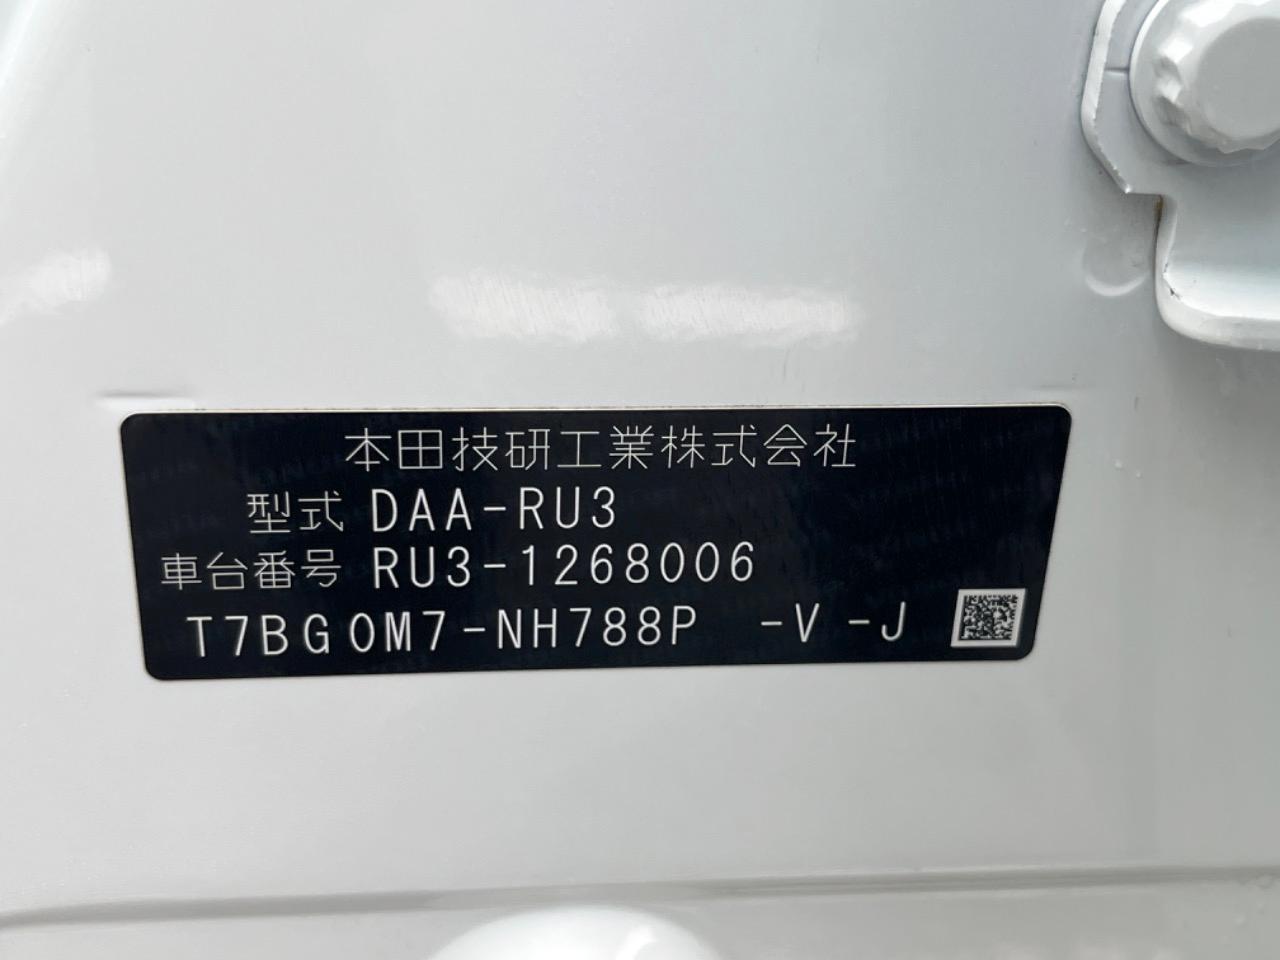 本田技研工業株式会社
型式 DAA-RU3
車台番号 RU3-1268006
T7BG0M7-NH788P -V-J